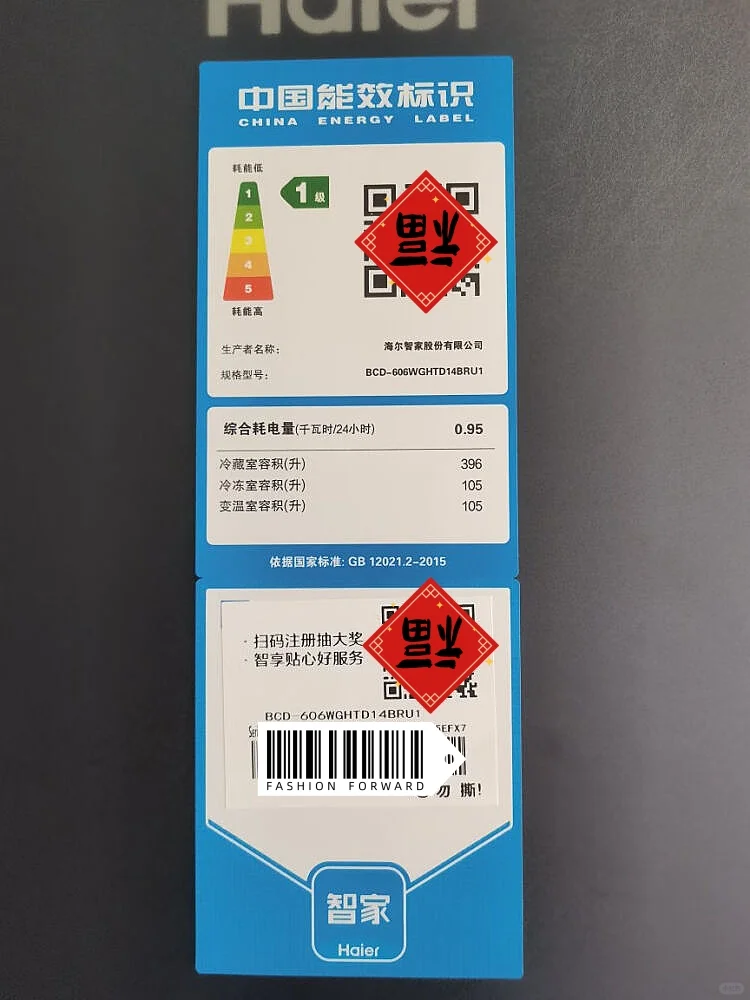 Haier
中国能效标识
CHINA ENERGY LABEL
耗能低
1
2
3
4
5
耗能高
1级
福
生产者名称:
海尔智家股份有限公司
规格型号:
BCD-606WGHTD14BRU1
综合耗电量(千瓦时/24小时) 0.95
冷藏室容积(升) 396
冷冻室容积(升) 105
变温室容积(升) 105
依据国家标准: GB 12021.2-2015
· 扫码注册抽大奖
· 智享贴心好服务
福
BCD-606WGHTD14BRU1
Ser
5EFX7
FASHION FORWARD
勿 撕!
智家
Haier